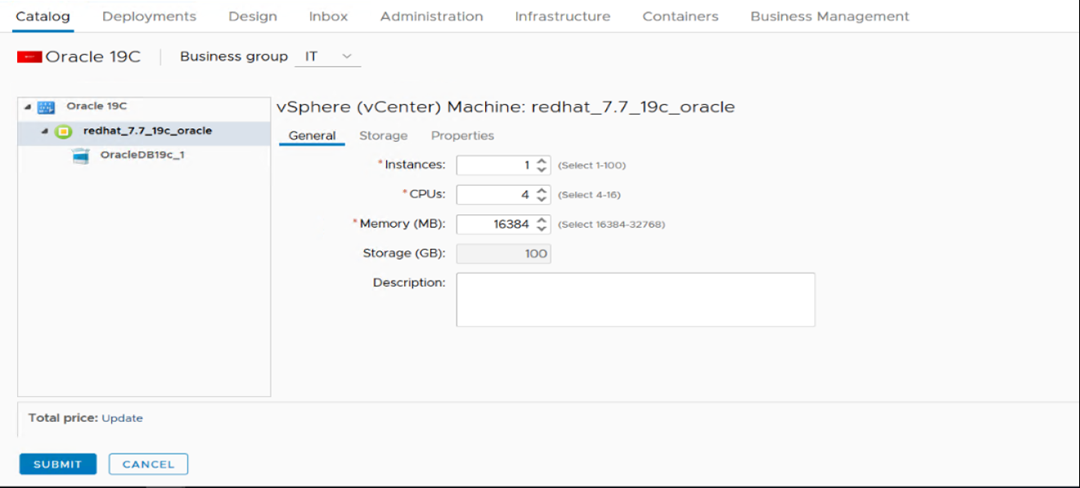 Catalog Deployments Design Inbox Administration Infrastructure Containers Business Management
Oracle 19C Business group IT
Oracle 19C
redhat_7.7_19c_oracle
OracleDB19c_1
vSphere (vCenter) Machine: redhat_7.7_19c_oracle
General Storage Properties
*Instances: 1 (Select 1-100)
*CPUs: 4 (Select 4-16)
*Memory (MB): 16384 (Select 16384-32768)
Storage (GB): 100
Description:
Total price: Update
SUBMIT CANCEL